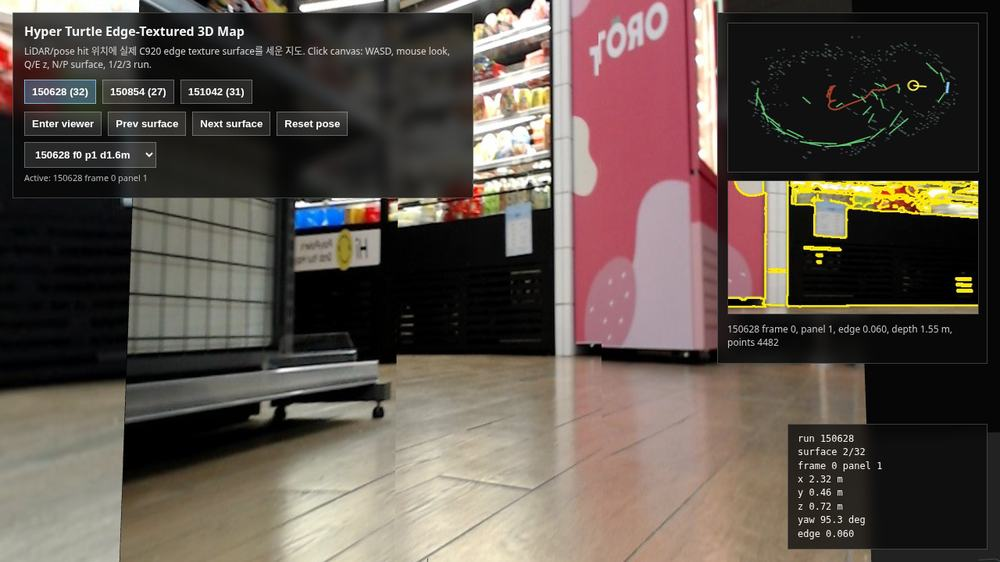 Hyper Turtle Edge-Textured 3D Map
LiDAR/pose hit 위치에 실제 C920 edge texture surface를 세운 지도. Click canvas: WASD, mouse look,
Q/E z, N/P surface, 1/2/3 run.
150628 (32)
150854 (27)
151042 (31)
Enter viewer
Prev surface
Next surface
Reset pose
150628 f0 p1 d1.6m
Active: 150628 frame 0 panel 1
Hi!
150628 frame 0, panel 1, edge 0.060, depth 1.55 m,
points 4482
run 150628
surface 2/32
frame 0 panel 1
x 2.32 m
y 0.46 m
z 0.72 m
yaw 95.3 deg
edge 0.060